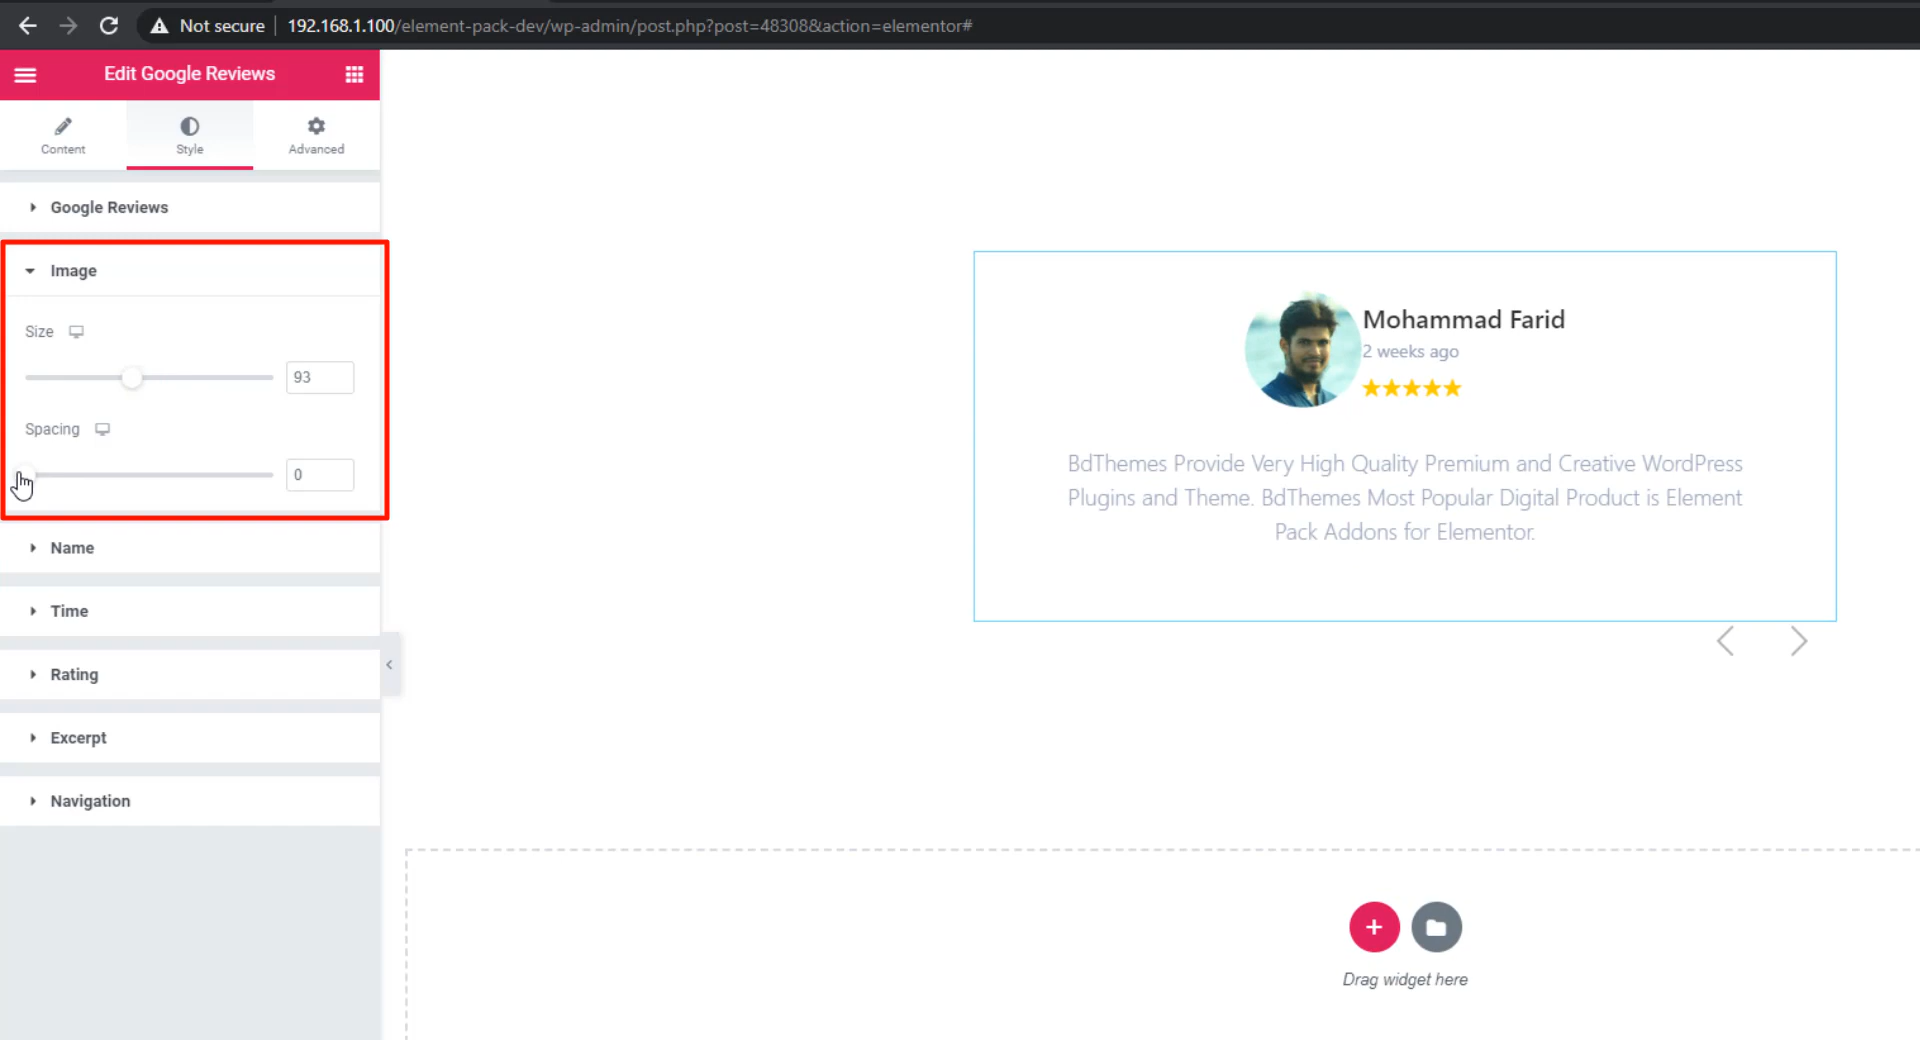 Not secure
192.168.1.100/element-pack-dev/wp-admin/post.php?post=48308&action=elementor#
Edit Google Reviews
Content
Style
Advanced
Google Reviews
Image
Size
93
Spacing
0
Name
Time
Rating
Excerpt
Navigation
Mohammad Farid
2 weeks ago
BdThemes Provide Very High Quality Premium and Creative WordPress
Plugins and Theme. BdThemes Most Popular Digital Product is Element
Pack Addons for Elementor.
Drag widget here